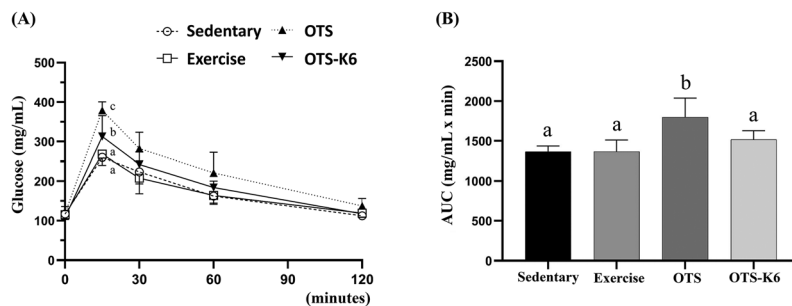 (A)
Sedentary
OTS
Exercise
OTS-K6
Glucose (mg/mL)
500
400
300
200
100
0
c
b
a
a
0
30
60
90
120
(minutes)
(B)
AUC (mg/mL x min)
2500
2000
1500
1000
500
0
a
a
b
a
Sedentary
Exercise
OTS
OTS-K6